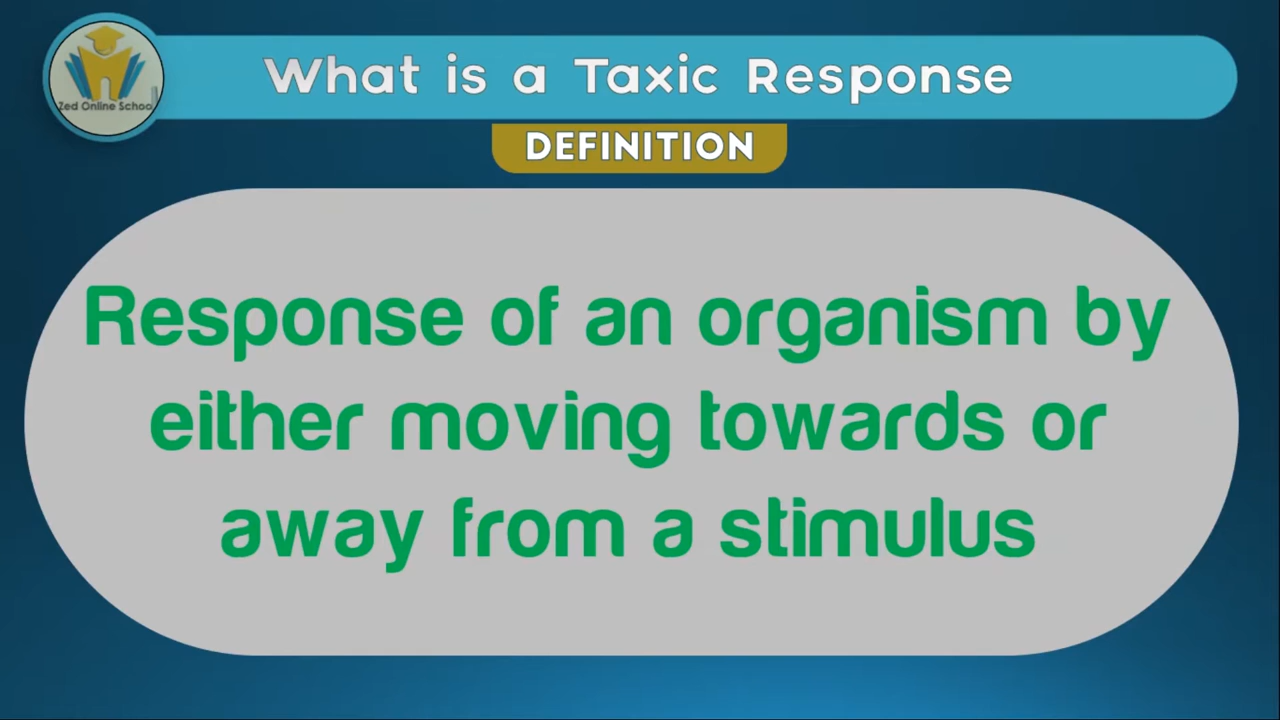 What is a Taxic Response
Zed Online School
DEFINITION
Response of an organism by
either moving towards or
away from a stimulus